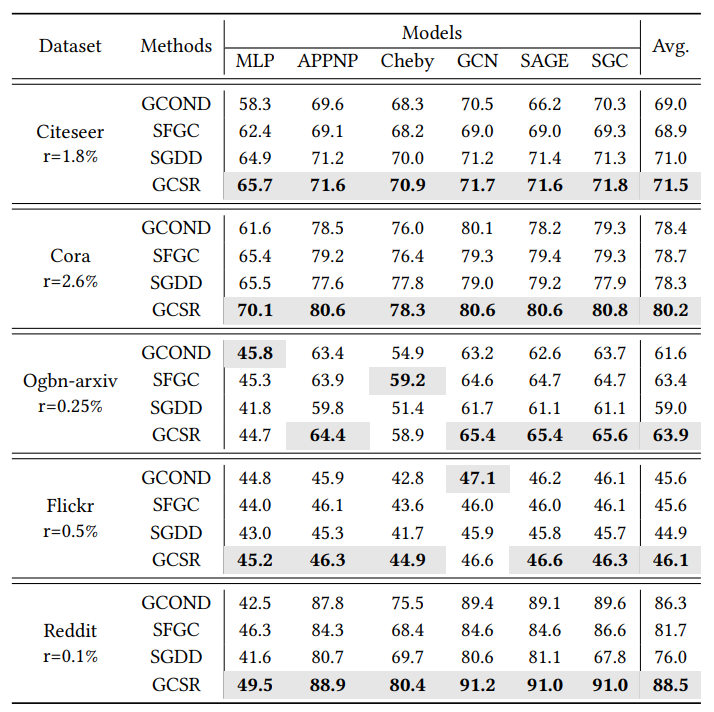 Dataset Methods Models Avg.
MLP APPNP Cheby GCN SAGE SGC
Citeseer r=1.8%
GCOND 58.3 69.6 68.3 70.5 66.2 70.3 69.0
SFGC 62.4 69.1 68.2 69.0 69.0 69.3 68.9
SGDD 64.9 71.2 70.0 71.2 71.4 71.3 71.0
GCSR 65.7 71.6 70.9 71.7 71.6 71.8 71.5
Cora r=2.6%
GCOND 61.6 78.5 76.0 80.1 78.2 79.3 78.4
SFGC 65.4 79.2 76.4 79.3 79.4 79.3 78.7
SGDD 65.5 77.6 77.8 79.0 79.2 77.9 78.3
GCSR 70.1 80.6 78.3 80.6 80.6 80.8 80.2
Ogbn-arxiv r=0.25%
GCOND 45.8 63.4 54.9 63.2 62.6 63.7 61.6
SFGC 45.3 63.9 59.2 64.6 64.7 64.7 63.4
SGDD 41.8 59.8 51.4 61.7 61.1 61.1 59.0
GCSR 44.7 64.4 58.9 65.4 65.4 65.6 63.9
Flickr r=0.5%
GCOND 44.8 45.9 42.8 47.1 46.2 46.1 45.6
SFGC 44.0 46.1 43.6 46.0 46.0 46.1 45.6
SGDD 43.0 45.3 41.7 45.9 45.8 45.7 44.9
GCSR 45.2 46.3 44.9 46.6 46.6 46.3 46.1
Reddit r=0.1%
GCOND 42.5 87.8 75.5 89.4 89.1 89.6 86.3
SFGC 46.3 84.3 68.4 84.6 84.6 86.6 81.7
SGDD 41.6 80.7 69.7 80.6 81.1 67.8 76.0
GCSR 49.5 88.9 80.4 91.2 91.0 91.0 88.5